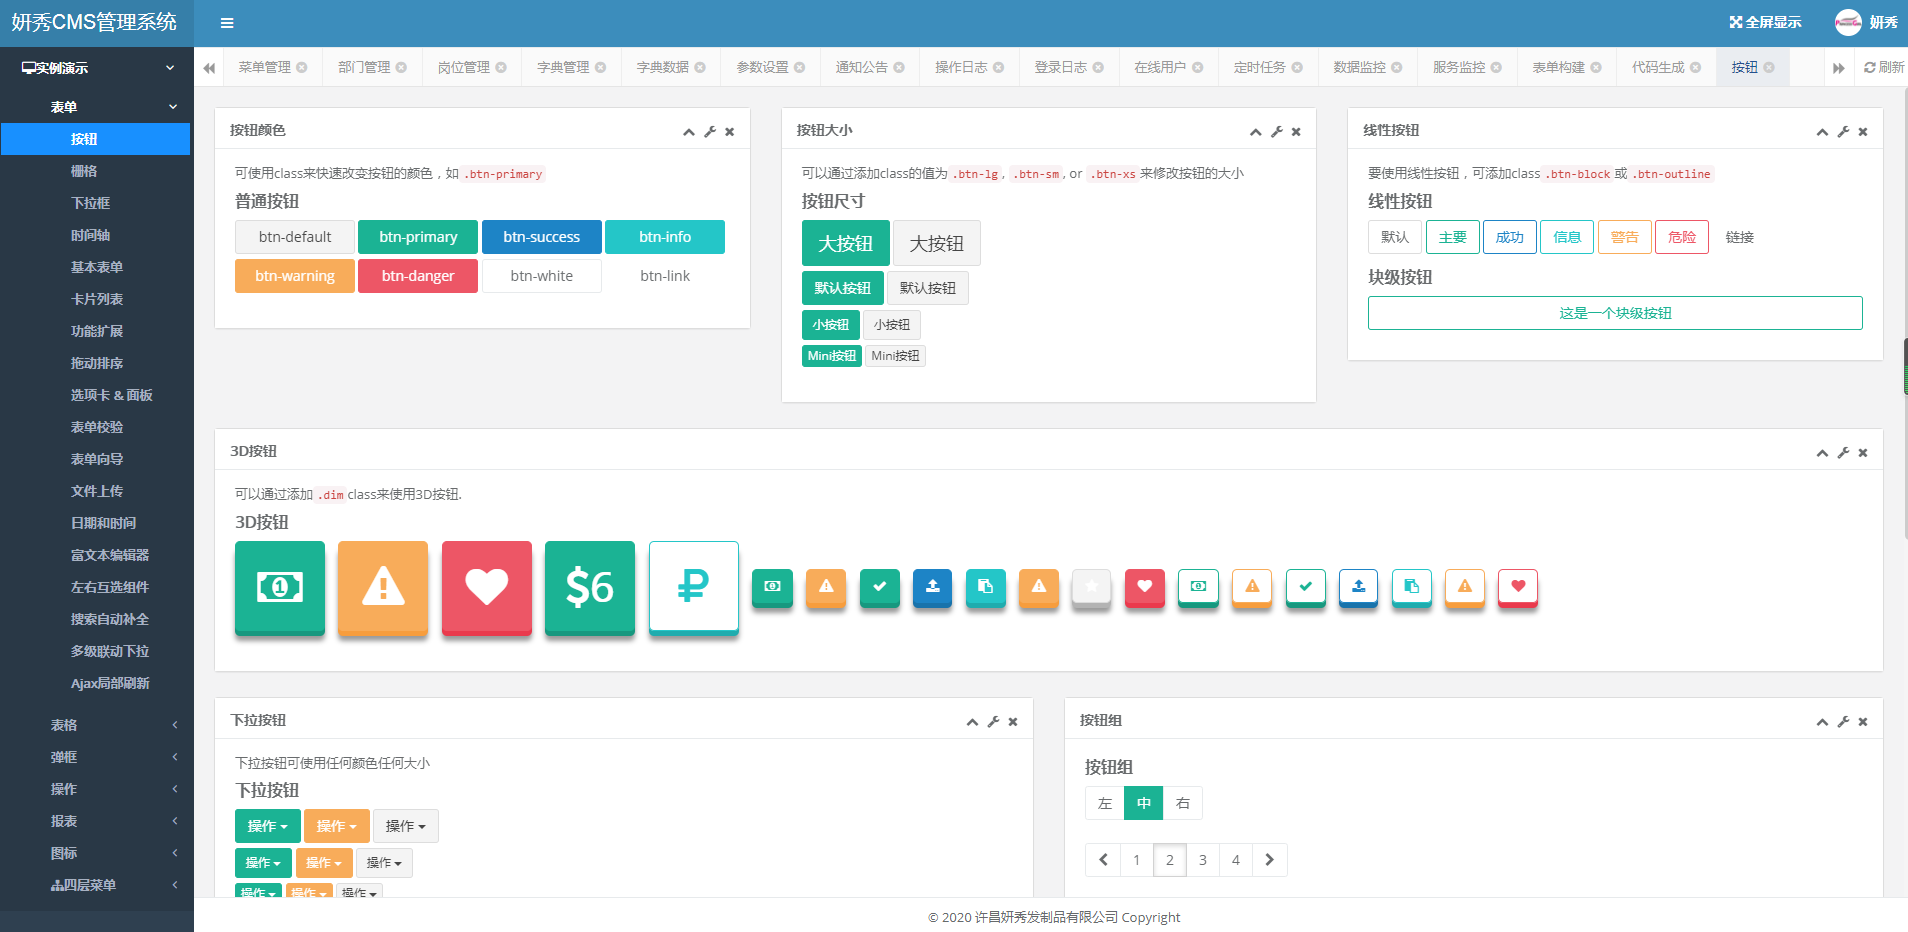 妍秀CMS管理系统
全屏显示
妍秀
实例演示
表单
按钮
栅格
下拉框
时间轴
基本表单
卡片列表
功能扩展
拖动排序
选项卡 & 面板
表单校验
表单向导
文件上传
日期和时间
富文本编辑器
左右互选组件
搜索自动补全
多级联动下拉
Ajax局部刷新
表格
弹框
操作
报表
图标
四层菜单
菜单管理 部门管理 岗位管理 字典管理 字典数据 参数设置 通知公告 操作日志 登录日志 在线用户 定时任务 数据监控 服务监控 表单构建 代码生成 按钮 刷新
按钮颜色
可使用class来快速改变按钮的颜色，如 .btn-primary
普通按钮
btn-default btn-primary btn-success btn-info
btn-warning btn-danger btn-white btn-link
按钮大小
可以通过添加class的值为 .btn-lg, .btn-sm, or .btn-xs 来修改按钮的大小
按钮尺寸
大按钮 大按钮
默认按钮 默认按钮
小按钮 小按钮
Mini按钮 Mini按钮
线性按钮
要使用线性按钮，可添加class .btn-block 或 .btn-outline
线性按钮
默认 主要 成功 信息 警告 危险 链接
块级按钮
这是一个块级按钮
3D按钮
可以通过添加 .dim class来使用3D按钮.
3D按钮
$6
下拉按钮
下拉按钮可使用任何颜色任何大小
下拉按钮
操作 操作 操作
操作 操作 操作
操作 操作 操作
按钮组
按钮组
左 中 右
1 2 3 4
© 2020 许昌妍秀发制品有限公司 Copyright